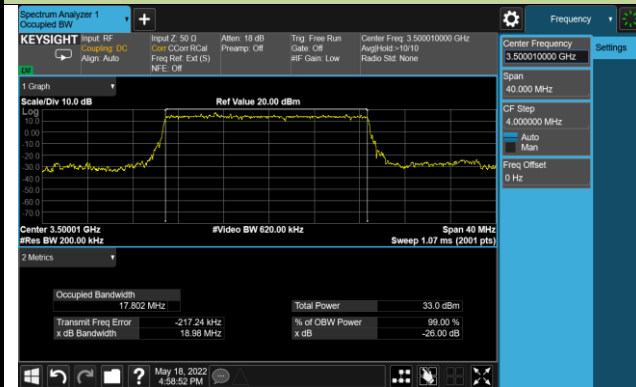 Spectrum Analyzer 1
Occupied BW
Frequency
KEYSIGHT
Input: RF
Coupling: DC
Align: Auto
Input Z: 50 Ω
Corr CCorr RCal
Freq Ref: Ext (S)
NFE: Off
Atten: 18 dB
Preamp: Off
Trig: Free Run
Gate: Off
#IF Gain: Low
Center Freq: 3.500010000 GHz
Avg|Hold:>10/10
Radio Std: None
Center Frequency
3.500010000 GHz
Settings
Span
40.000 MHz
CF Step
4.000000 MHz
Auto
Man
Freq Offset
0 Hz
1 Graph
Scale/Div 10.0 dB
Ref Value 20.00 dBm
Log
10.0
0.00
-10.0
-20.0
-30.0
-40.0
-50.0
-60.0
-70.0
Center 3.50001 GHz
#Video BW 620.00 kHz
Span 40 MHz
#Res BW 200.00 kHz
Sweep 1.07 ms (2001 pts)
2 Metrics
Occupied Bandwidth
17.802 MHz
Total Power 33.0 dBm
Transmit Freq Error -217.24 kHz
% of OBW Power 99.00 %
x dB Bandwidth 18.98 MHz
x dB -26.00 dB
?
May 18, 2022
4:58:52 PM